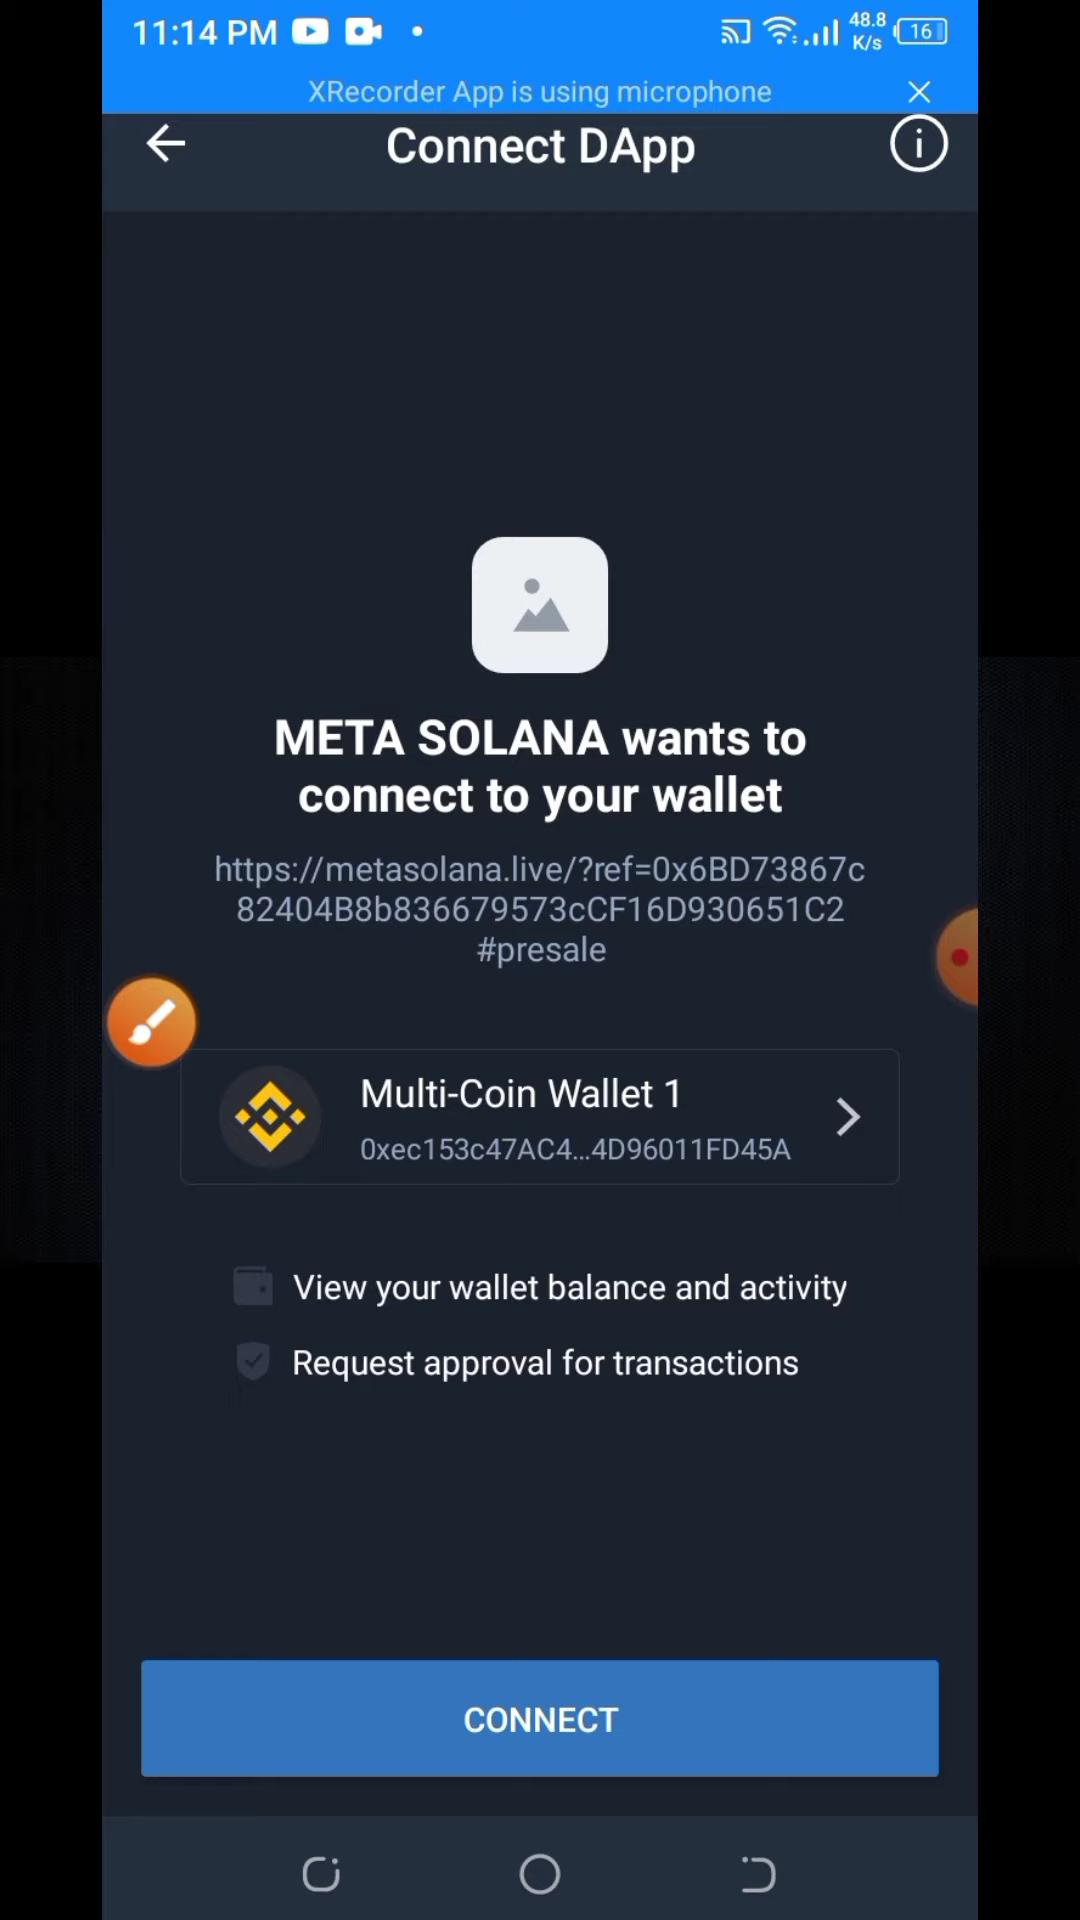 11:14 PM
48.8
K/s
16
XRecorder App is using microphone
Connect DApp
META SOLANA wants to
connect to your wallet
https://metasolana.live/?ref=0x6BD73867c
82404B8b836679573cCF16D930651C2
#presale
Multi-Coin Wallet 1
0xec153c47AC4...4D96011FD45A
View your wallet balance and activity
Request approval for transactions
CONNECT